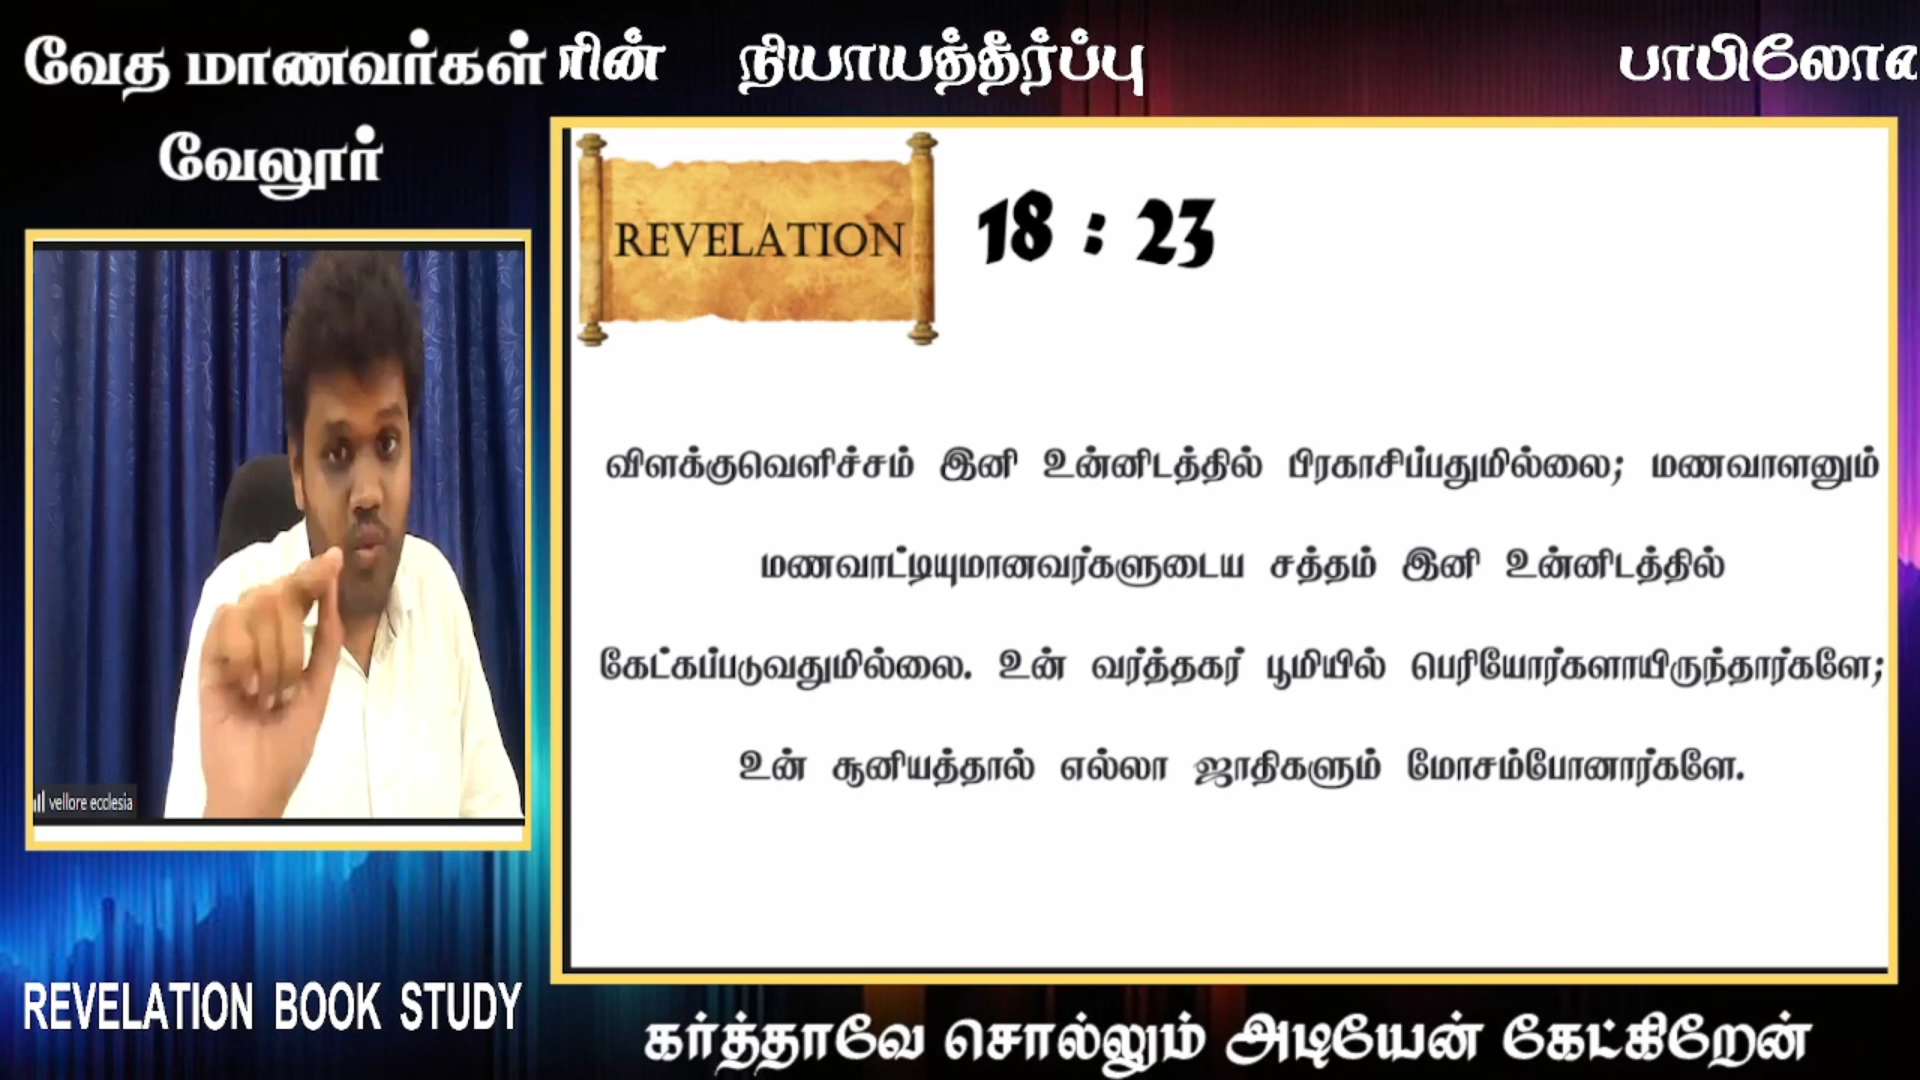 வேத மாணவர்கள்
வேலூர்
ரின் நியாயத்தீர்ப்பு
REVELATION 18 : 23
விளக்குவெளிச்சம் இனி உன்னிடத்தில் பிரகாசிப்பதுமில்லை; மணவாளனும்
மணவாட்டியுமானவர்களுடைய சத்தம் இனி உன்னிடத்தில்
கேட்கப்படுவதுமில்லை. உன் வர்த்தகர் பூமியில் பெரியோர்களாயிருந்தார்களே;
உன் சூனியத்தால் எல்லா ஜாதிகளும் மோசம்போனார்களே.
vellore ecclesia
REVELATION BOOK STUDY
கர்த்தாவே சொல்லும் அடியேன் கேட்கிறேன்